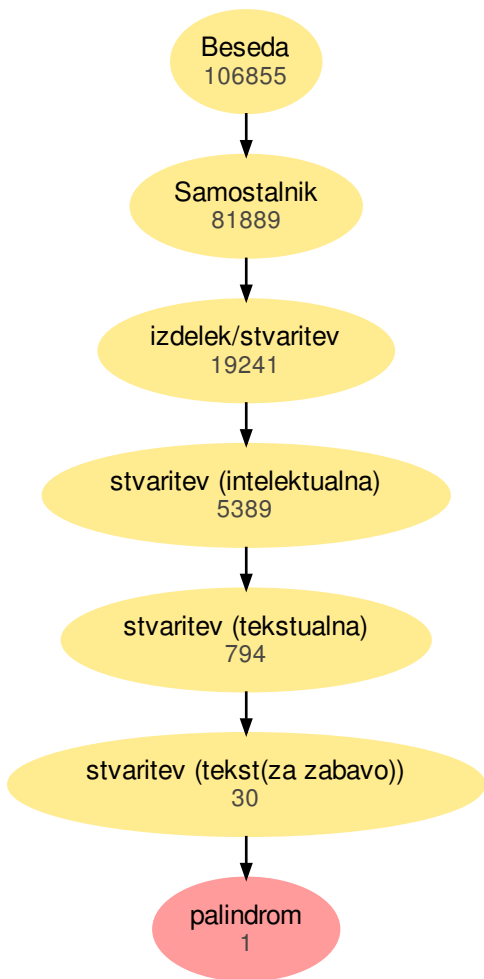 Beseda
106855
Samostalnik
81889
izdelek/stvaritev
19241
stvaritev (intelektualna)
5389
stvaritev (tekstualna)
794
stvaritev (tekst(za zabavo))
30
palindrom
1